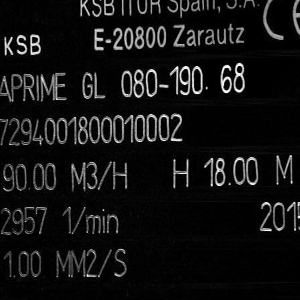 KSB ITUR Spain, S.A.
KSB E-20800 Zarautz
APRIME GL 080-190. 68
7294001800010002
90.00 M3/H H 18.00 M
2957 1/min 2015
1.00 MM2/S